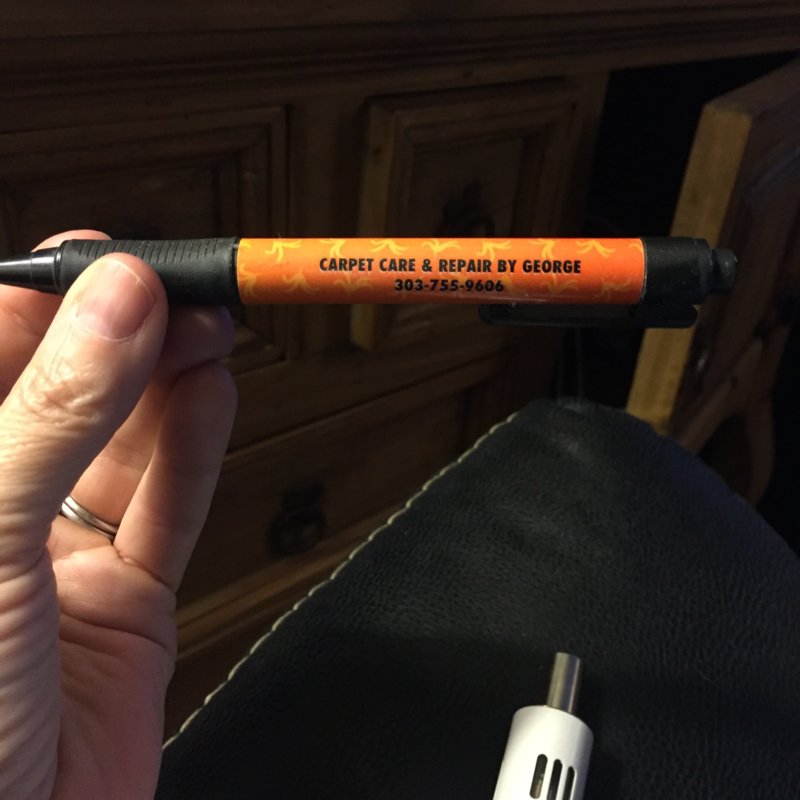 CARPET CARE & REPAIR BY GEORGE
303-755-9606